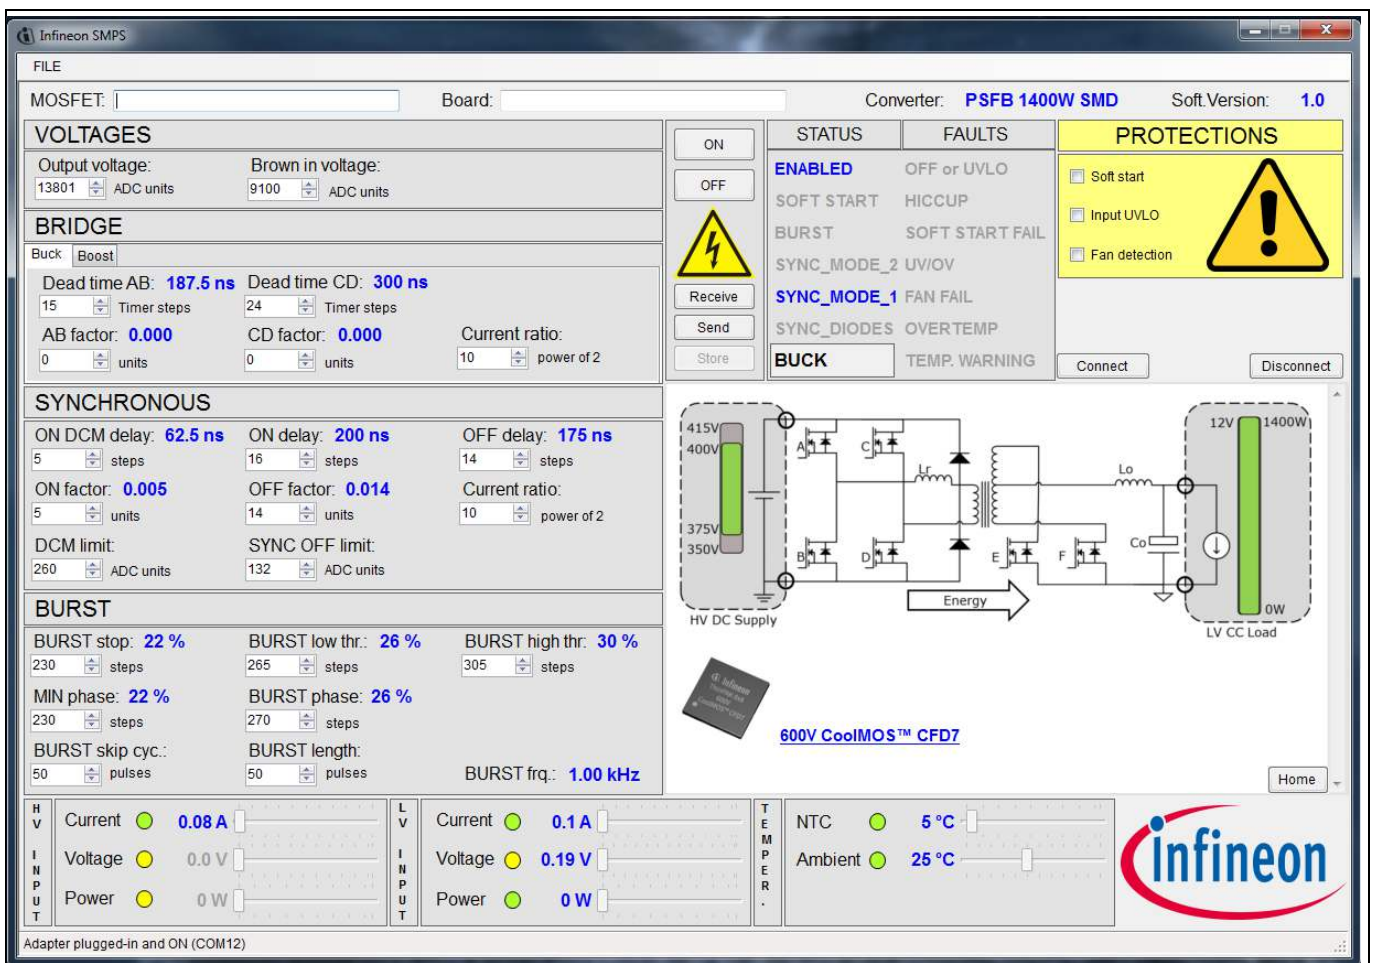 Infineon SMPS
FILE
MOSFET:
Board:
Converter: PSFB 1400W SMD
Soft.Version: 1.0
VOLTAGES
Output voltage:
Brown in voltage:
13801 ADC units
9100 ADC units
BRIDGE
Buck Boost
Dead time AB: 187.5 ns
Dead time CD: 300 ns
15 Timer steps
24 Timer steps
AB factor: 0.000
CD factor: 0.000
Current ratio:
0 units
0 units
10 power of 2
SYNCHRONOUS
ON DCM delay: 62.5 ns
ON delay: 200 ns
OFF delay: 175 ns
5 steps
16 steps
14 steps
ON factor: 0.005
OFF factor: 0.014
Current ratio:
5 units
14 units
10 power of 2
DCM limit:
SYNC OFF limit:
260 ADC units
132 ADC units
BURST
BURST stop: 22 %
BURST low thr.: 26 %
BURST high thr: 30 %
230 steps
265 steps
305 steps
MIN phase: 22 %
BURST phase: 26 %
230 steps
270 steps
BURST skip cyc.:
BURST length:
50 pulses
50 pulses
BURST frq.: 1.00 kHz
ON
OFF
Receive
Send
Store
STATUS
FAULTS
ENABLED
OFF or UVLO
SOFT START
HICCUP
BURST
SOFT START FAIL
SYNC_MODE_2
UV/OV
SYNC_MODE_1
FAN FAIL
SYNC_DIODES
OVERTEMP
BUCK
TEMP. WARNING
PROTECTIONS
Soft start
Input UVLO
Fan detection
Connect
Disconnect
415V
400V
375V
350V
HV DC Supply
A
C
B
D
Lr
E
F
Lo
Co
Energy
12V
1400W
0W
LV CC Load
infineon
600V
CoolMOS™ CFD7
600V CoolMOS™ CFD7
Home
HV INPUT
Current 0.08 A
Voltage 0.0 V
Power 0 W
LV INPUT
Current 0.1 A
Voltage 0.19 V
Power 0 W
TEMPER.
NTC 5 °C
Ambient 25 °C
infineon
Adapter plugged-in and ON (COM12)